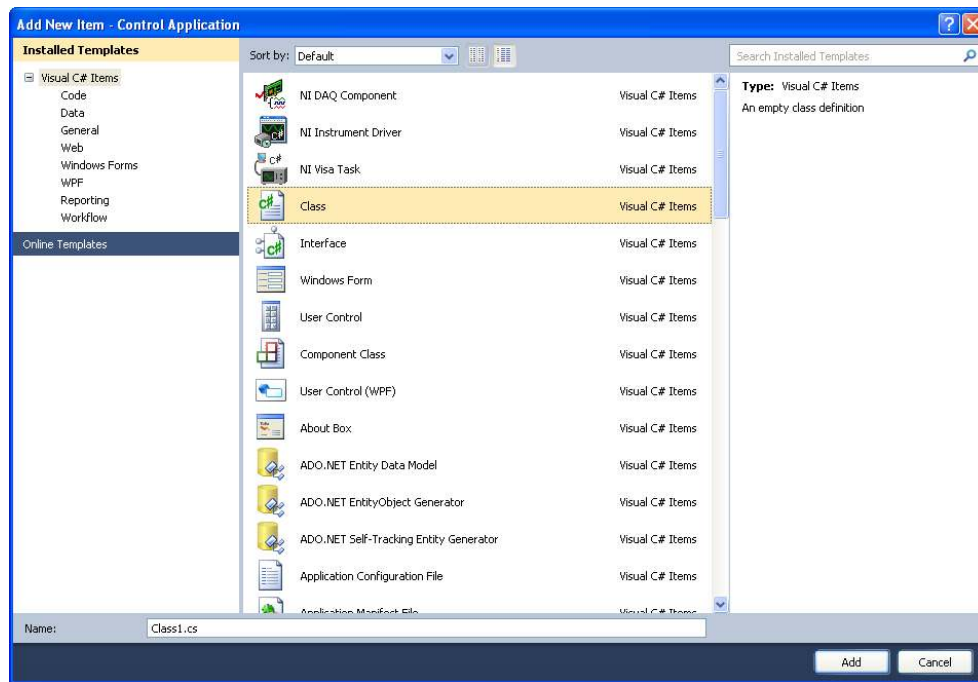 Add New Item - Control Application
Installed Templates
Sort by: Default
Search Installed Templates
Visual C# Items
Code
Data
General
Web
Windows Forms
WPF
Reporting
Workflow
Online Templates
NI DAQ Component Visual C# Items
NI Instrument Driver Visual C# Items
NI Visa Task Visual C# Items
Class Visual C# Items
Interface Visual C# Items
Windows Form Visual C# Items
User Control Visual C# Items
Component Class Visual C# Items
User Control (WPF) Visual C# Items
About Box Visual C# Items
ADO.NET Entity Data Model Visual C# Items
ADO.NET EntityObject Generator Visual C# Items
ADO.NET Self-Tracking Entity Generator Visual C# Items
Application Configuration File Visual C# Items
Application Manifest File Visual C# Items
Type: Visual C# Items
An empty class definition
Name: Class1.cs
Add Cancel